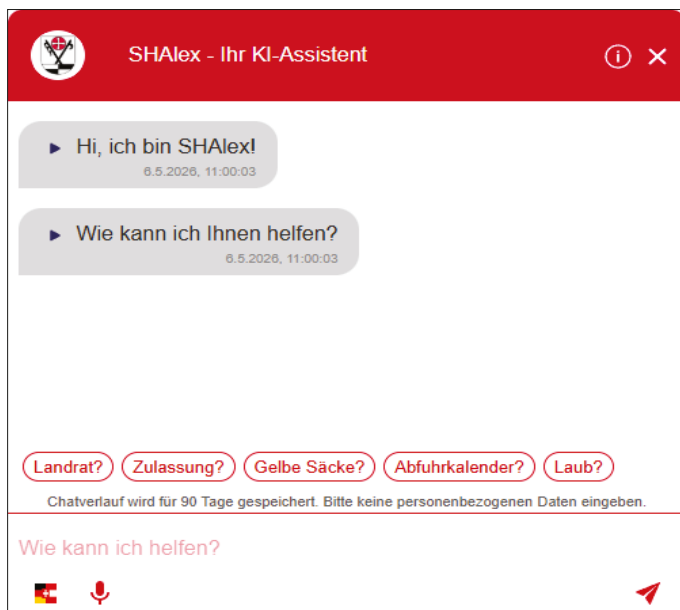 SHAlex - Ihr KI-Assistent
Hi, ich bin SHAlex!
6.5.2026, 11:00:03
Wie kann ich Ihnen helfen?
6.5.2026, 11:00:03
Landrat? Zulassung? Gelbe Säcke? Abfuhrkalender? Laub?
Chatverlauf wird für 90 Tage gespeichert. Bitte keine personenbezogenen Daten eingeben.
Wie kann ich helfen?